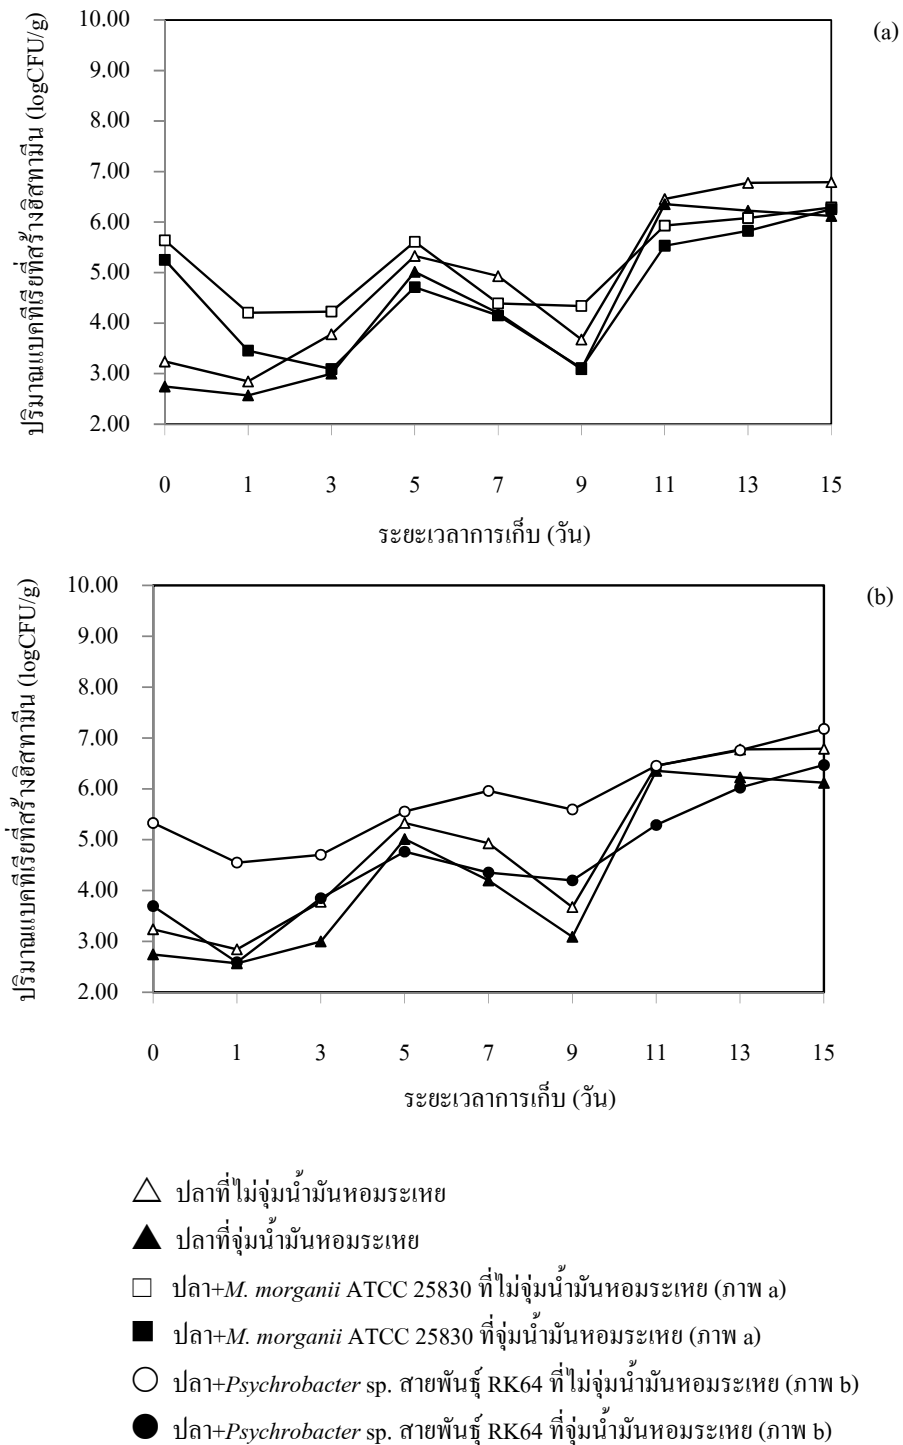 (a)
ปริมาณแบคทีเรียที่สร้างฮิสทามีน (logCFU/g)
10.00
9.00
8.00
7.00
6.00
5.00
4.00
3.00
2.00
0 1 3 5 7 9 11 13 15
ระยะเวลาการเก็บ (วัน)
(b)
ปริมาณแบคทีเรียที่สร้างฮิสทามีน (logCFU/g)
10.00
9.00
8.00
7.00
6.00
5.00
4.00
3.00
2.00
0 1 3 5 7 9 11 13 15
ระยะเวลาการเก็บ (วัน)
ปลาที่ไม่จุ่มน้ำมันหอมระเหย
ปลาที่จุ่มน้ำมันหอมระเหย
ปลา+M. morganii ATCC 25830 ที่ไม่จุ่มน้ำมันหอมระเหย (ภาพ a)
ปลา+M. morganii ATCC 25830 ที่จุ่มน้ำมันหอมระเหย (ภาพ a)
ปลา+Psychrobacter sp. สายพันธุ์ RK64 ที่ไม่จุ่มน้ำมันหอมระเหย (ภาพ b)
ปลา+Psychrobacter sp. สายพันธุ์ RK64 ที่จุ่มน้ำมันหอมระเหย (ภาพ b)